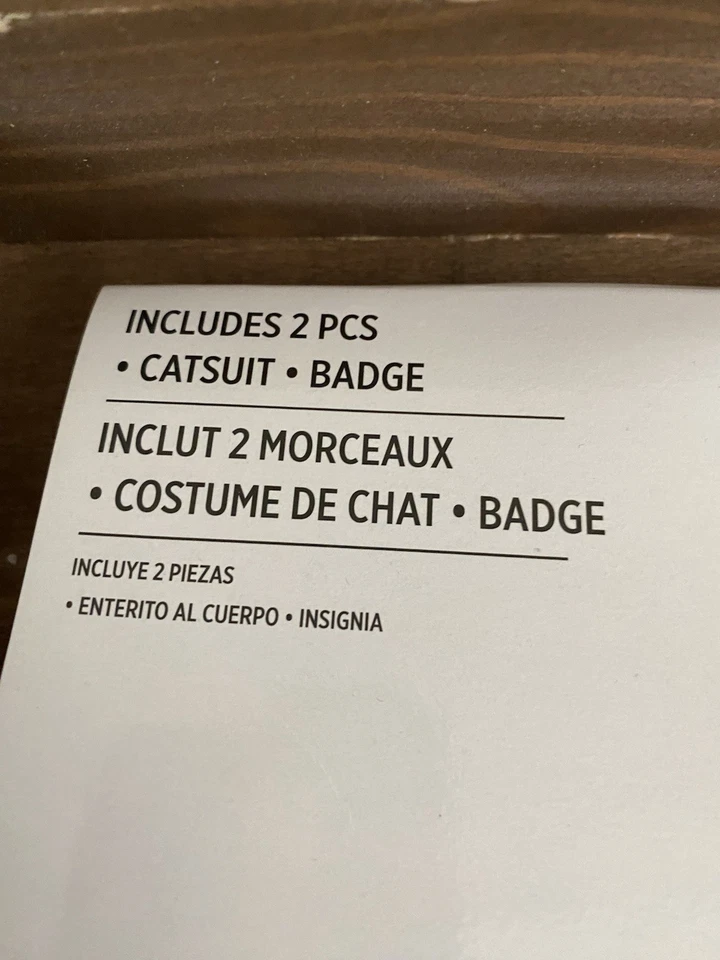 INCLUDES 2 PCS
• CATSUIT • BADGE
INCLUT 2 MORCEAUX
• COSTUME DE CHAT • BADGE
INCLUYE 2 PIEZAS
• ENTERITO AL CUERPO • INSIGNIA